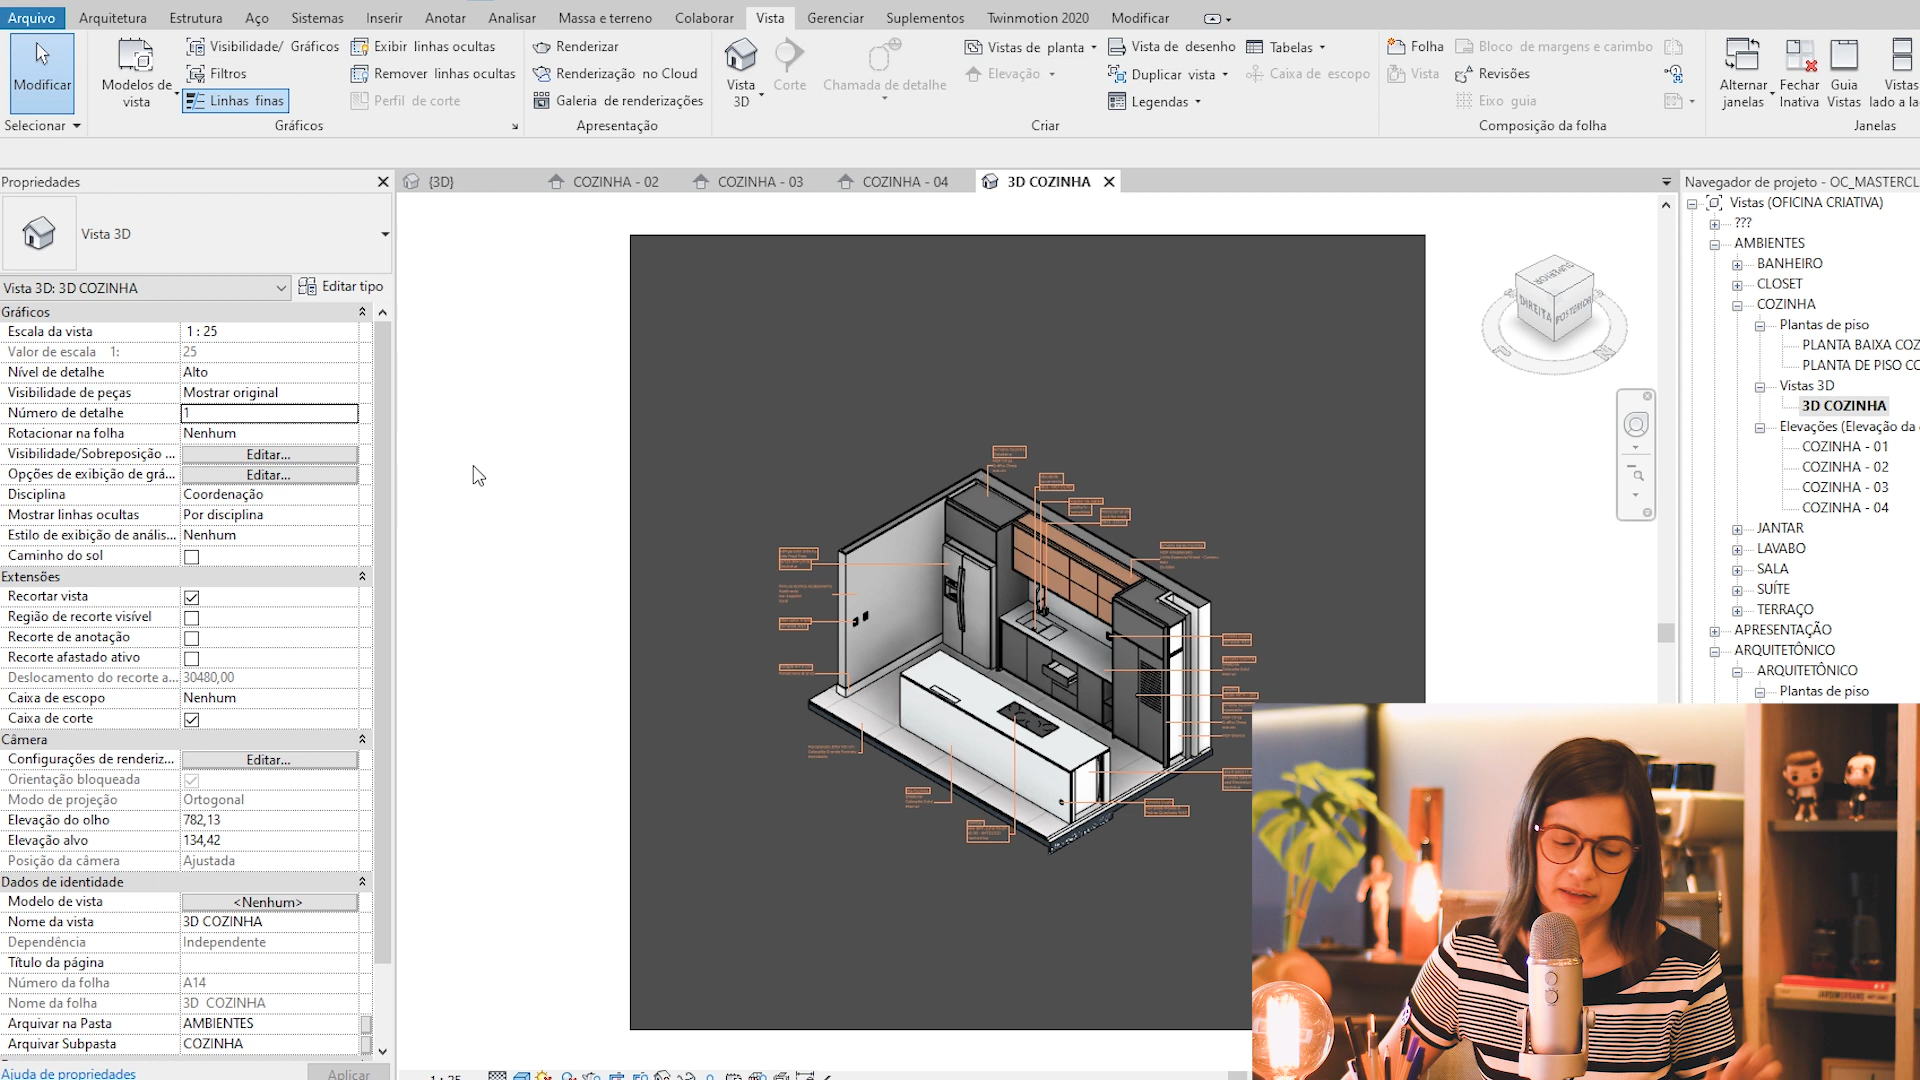 Arquivo Arquitetura Estrutura Aço Sistemas Inserir Anotar Analisar Massa e terreno Colaborar Vista Gerenciar Suplementos Twinmotion 2020 Modificar
Modificar
Selecionar
Modelos de vista
Visibilidade/ Gráficos
Filtros
Linhas finas
Exibir linhas ocultas
Remover linhas ocultas
Perfil de corte
Gráficos
Renderizar
Renderização no Cloud
Galeria de renderizações
Apresentação
Vista 3D
Corte
Chamada de detalhe
Vistas de planta
Elevação
Vista de desenho
Duplicar vista
Legendas
Tabelas
Caixa de escopo
Criar
Folha
Vista
Bloco de margens e carimbo
Revisões
Eixo guia
Composição da folha
Alternar janelas
Fechar Inativa
Guia Vistas
Vistas lado a la
Janelas
Propriedades
{3D} COZINHA - 02 COZINHA - 03 COZINHA - 04 3D COZINHA
Vista 3D
Vista 3D: 3D COZINHA Editar tipo
Gráficos
Escala da vista 1 : 25
Valor de escala 1: 25
Nível de detalhe Alto
Visibilidade de peças Mostrar original
Número de detalhe 1
Rotacionar na folha Nenhum
Visibilidade/Sobreposição ... Editar...
Opções de exibição de grá... Editar...
Disciplina Coordenação
Mostrar linhas ocultas Por disciplina
Estilo de exibição de anális... Nenhum
Caminho do sol
Extensões
Recortar vista
Região de recorte visível
Recorte de anotação
Recorte afastado ativo
Deslocamento do recorte a... 30480,00
Caixa de escopo Nenhum
Caixa de corte
Câmera
Configurações de renderiz... Editar...
Orientação bloqueada
Modo de projeção Ortogonal
Elevação do olho 782,13
Elevação alvo 134,42
Posição da câmera Ajustada
Dados de identidade
Modelo de vista <Nenhum>
Nome da vista 3D COZINHA
Dependência Independente
Título da página
Número da folha A14
Nome da folha 3D COZINHA
Arquivar na Pasta AMBIENTES
Arquivar Subpasta COZINHA
Ajuda de propriedades Aplicar
1 : 25
SUPERIOR
DIREITA
POSTERIOR
Navegador de projeto - OC_MASTERCL
Vistas (OFICINA CRIATIVA)
???
AMBIENTES
BANHEIRO
CLOSET
COZINHA
Plantas de piso
PLANTA BAIXA COZ
PLANTA DE PISO CO
Vistas 3D
3D COZINHA
Elevações (Elevação da
COZINHA - 01
COZINHA - 02
COZINHA - 03
COZINHA - 04
JANTAR
LAVABO
SALA
SUÍTE
TERRAÇO
APRESENTAÇÃO
ARQUITETÔNICO
ARQUITETÔNICO
Plantas de piso